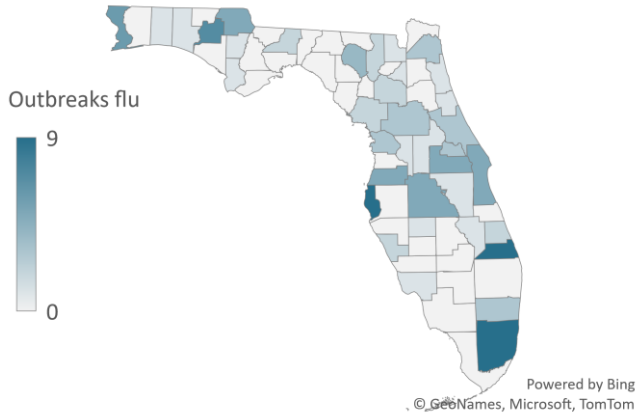 Outbreaks flu
9
0
Powered by Bing
© GeoNames, Microsoft, TomTom